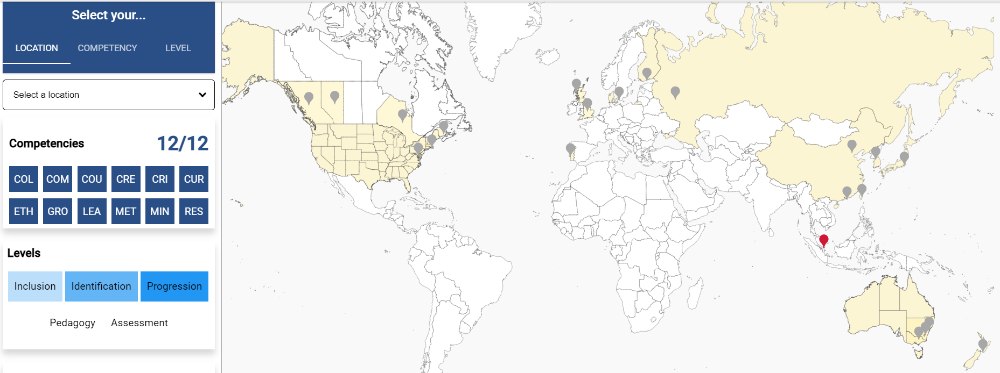 Select your...
LOCATION COMPETENCY LEVEL
Select a location
Competencies 12/12
COL COM COU CRE CRI CUR
ETH GRO LEA MET MIN RES
Levels
Inclusion Identification Progression
Pedagogy Assessment